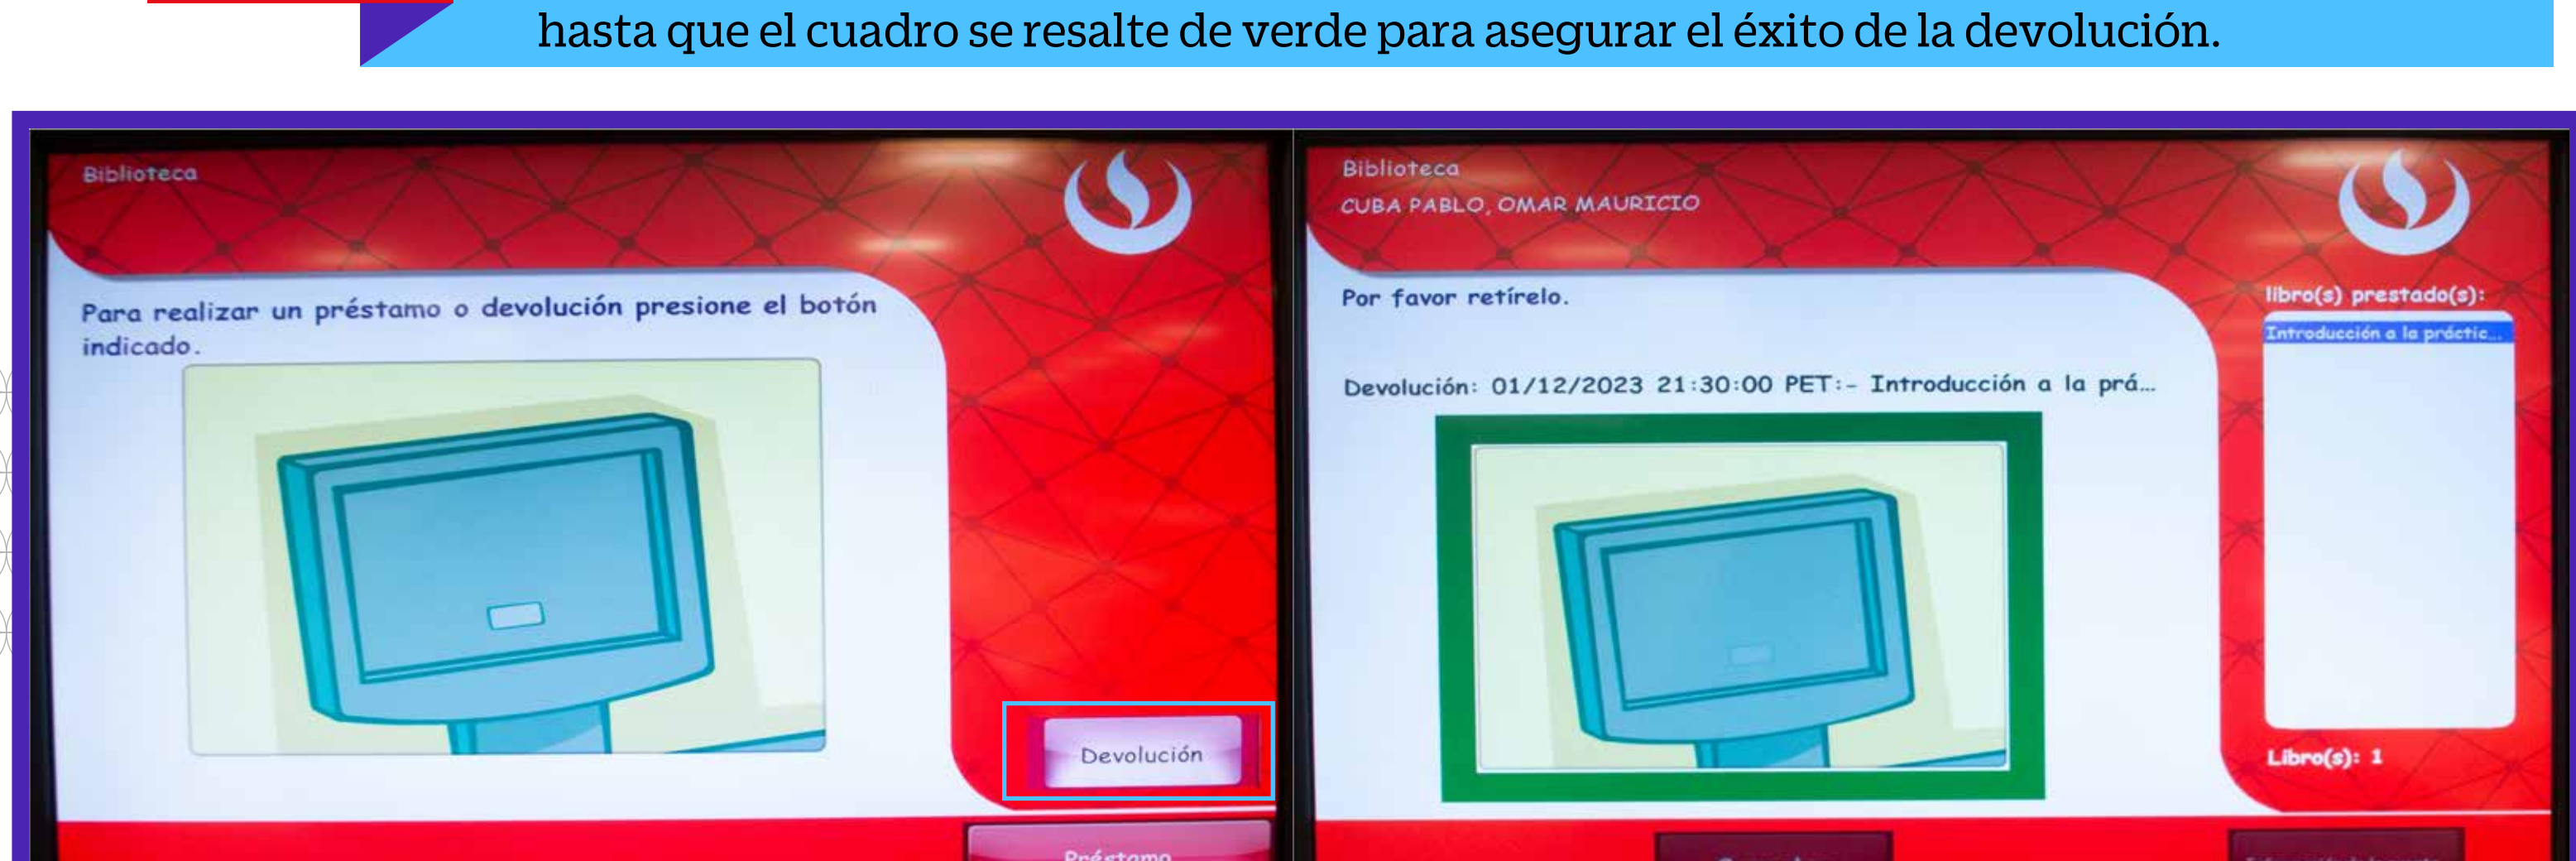 hasta que el cuadro se resalte de verde para asegurar el éxito de la devolución.
Biblioteca
Para realizar un préstamo o devolución presione el botón
indicado.
Devolución
Préstamo
Biblioteca
CUBA PABLO, OMAR MAURICIO
Por favor retírelo.
Devolución: 01/12/2023 21:30:00 PET:- Introducción a la prá...
libro(s) prestado(s):
Introducción a la práctic...
Libro(s): 1